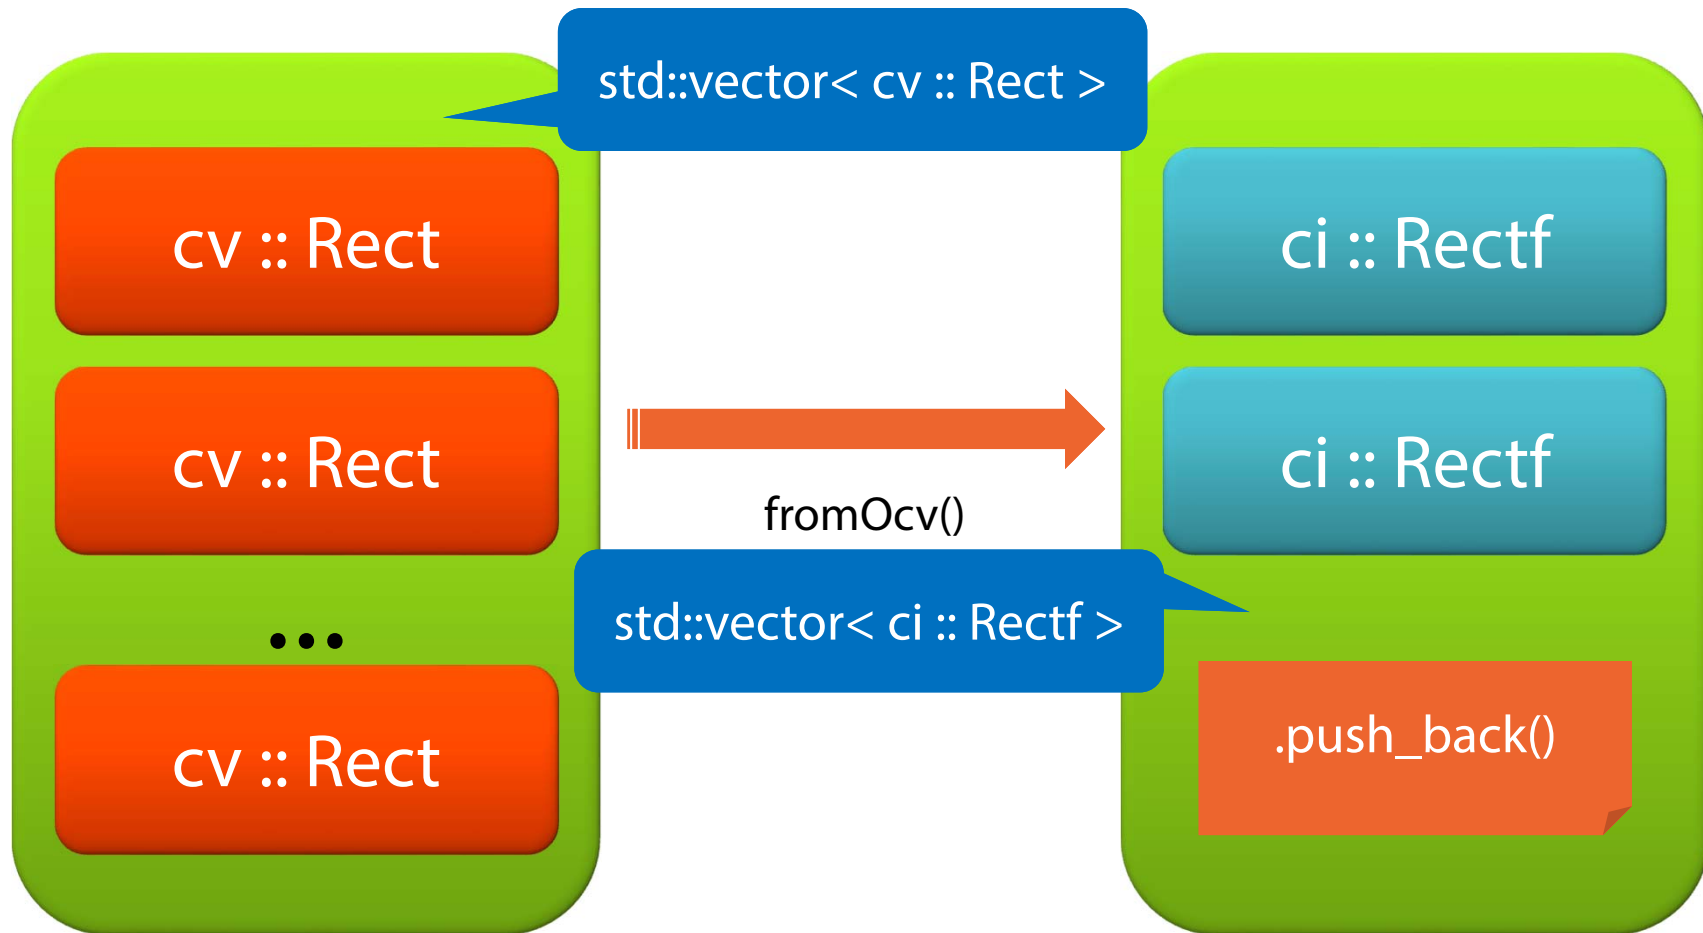 std::vector< cv :: Rect >
cv :: Rect
cv :: Rect
...
cv :: Rect
fromOcv()
std::vector< ci :: Rectf >
ci :: Rectf
ci :: Rectf
.push_back()